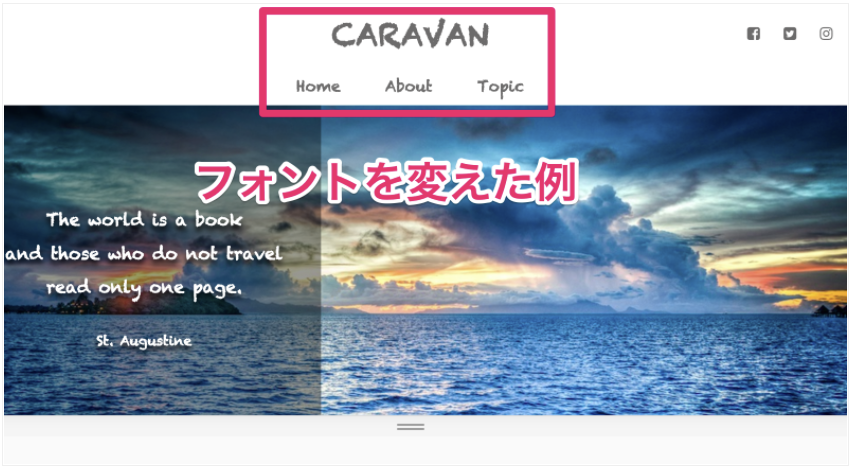 CARAVAN
Home About Topic
フォントを変えた例
The world is a book
and those who do not travel
read only one page.
St. Augustine